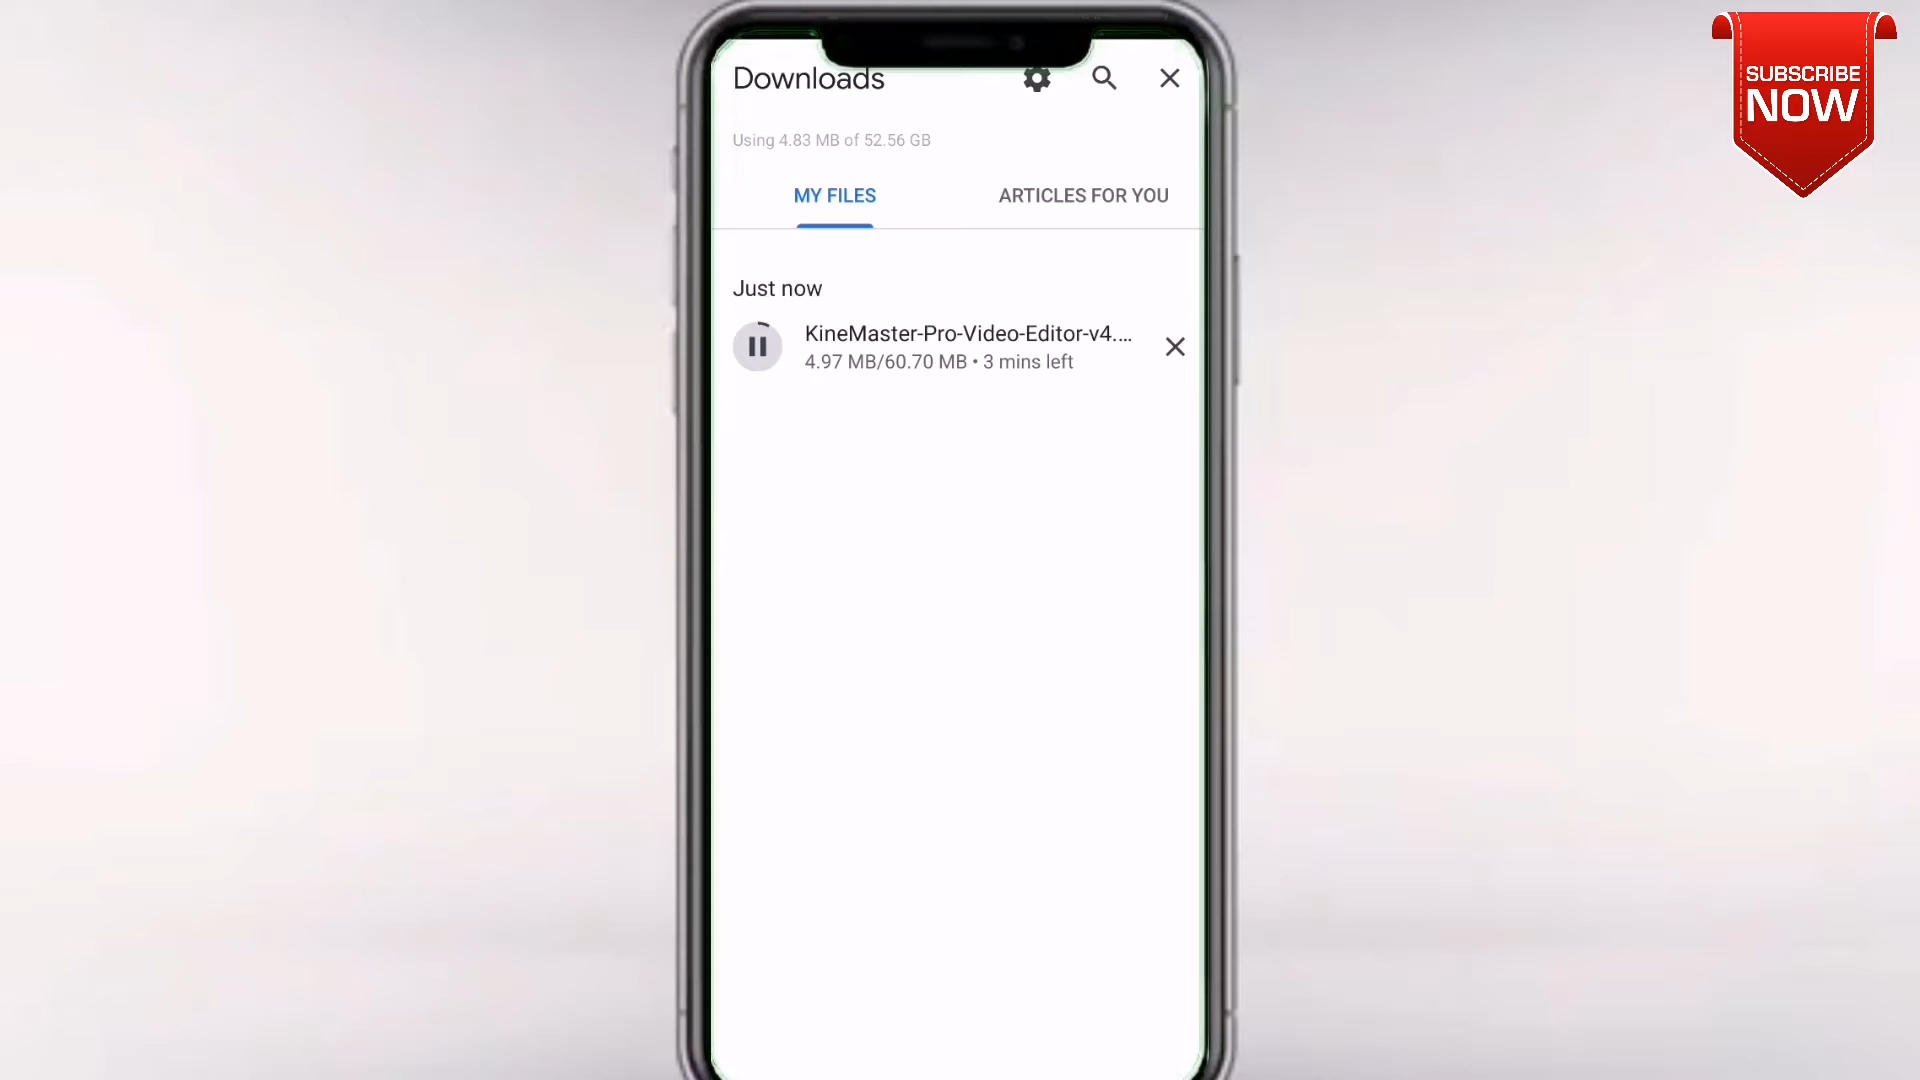 Downloads
Using 4.83 MB of 52.56 GB
MY FILES
ARTICLES FOR YOU
Just now
KineMaster-Pro-Video-Editor-v4....
4.97 MB/60.70 MB • 3 mins left
SUBSCRIBE
NOW